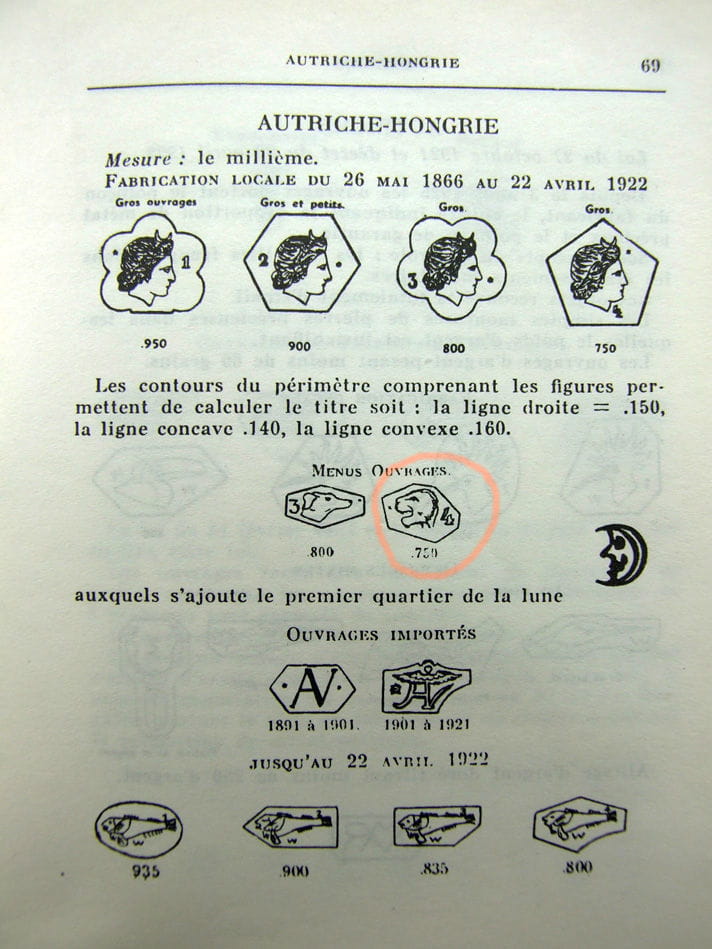 AUTRICHE-HONGRIE 69
AUTRICHE-HONGRIE
Mesure : le millième.
FABRICATION LOCALE DU 26 MAI 1866 AU 22 AVRIL 1922
Gros ouvrages Gros et petits. Gros. Gros.
1 2 3 4
.950 900 800 750
Les contours du périmètre comprenant les figures per-
mettent de calculer le titre soit : la ligne droite = .150,
la ligne concave .140, la ligne convexe .160.
MENUS OUVRAGES.
3 4
.800 .750
auxquels s'ajoute le premier quartier de la lune
OUVRAGES IMPORTÉS
AV A
1891 à 1901. 1901 à 1921
JUSQU'AU 22 AVRIL 1922
W W W W
935 .900 .835 .800